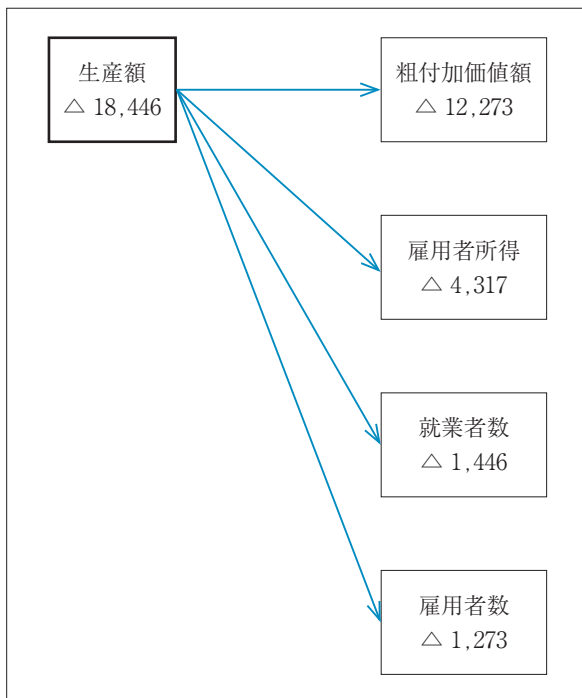 生産額
△ 18,446
粗付加価値額
△ 12,273
雇用者所得
△ 4,317
就業者数
△ 1,446
雇用者数
△ 1,273